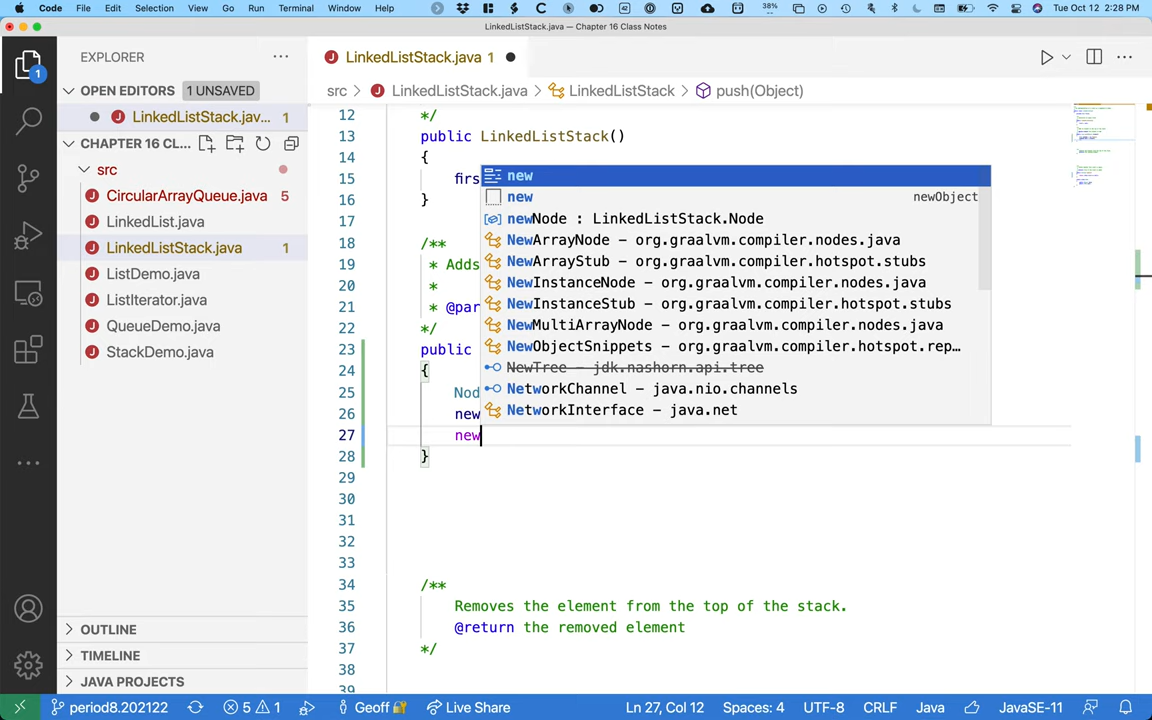 Code File Edit Selection View Go Run Terminal Window Help 38% Tue Oct 12 2:28 PM
LinkedListStack.java — Chapter 16 Class Notes
EXPLORER
LinkedListStack.java 1
OPEN EDITORS 1 UNSAVED
src > LinkedListStack.java > LinkedListStack > push(Object)
LinkedListStack.jav... 1
CHAPTER 16 CL...
src
CircularArrayQueue.java 5
LinkedList.java
LinkedListStack.java 1
ListDemo.java
ListIterator.java
QueueDemo.java
StackDemo.java
OUTLINE
TIMELINE
JAVA PROJECTS
12 */
13 public LinkedListStack()
14 {
15 firs
16 }
17
18 /**
19 * Adds
20 *
21 * @par
22 */
23 public
24 {
25 Nod
26 new
27 new
28 }
29
30
31
32
33
34 /**
35 Removes the element from the top of the stack.
36 @return the removed element
37 */
38
39
new
new newObject
newNode : LinkedListStack.Node
NewArrayNode – org.graalvm.compiler.nodes.java
NewArrayStub – org.graalvm.compiler.hotspot.stubs
NewInstanceNode – org.graalvm.compiler.nodes.java
NewInstanceStub – org.graalvm.compiler.hotspot.stubs
NewMultiArrayNode – org.graalvm.compiler.nodes.java
NewObjectSnippets – org.graalvm.compiler.hotspot.rep…
NewTree – jdk.nashorn.api.tree
NetworkChannel – java.nio.channels
NetworkInterface – java.net
period8.202122 5 1 Geoff Live Share Ln 27, Col 12 Spaces: 4 UTF-8 CRLF Java JavaSE-11